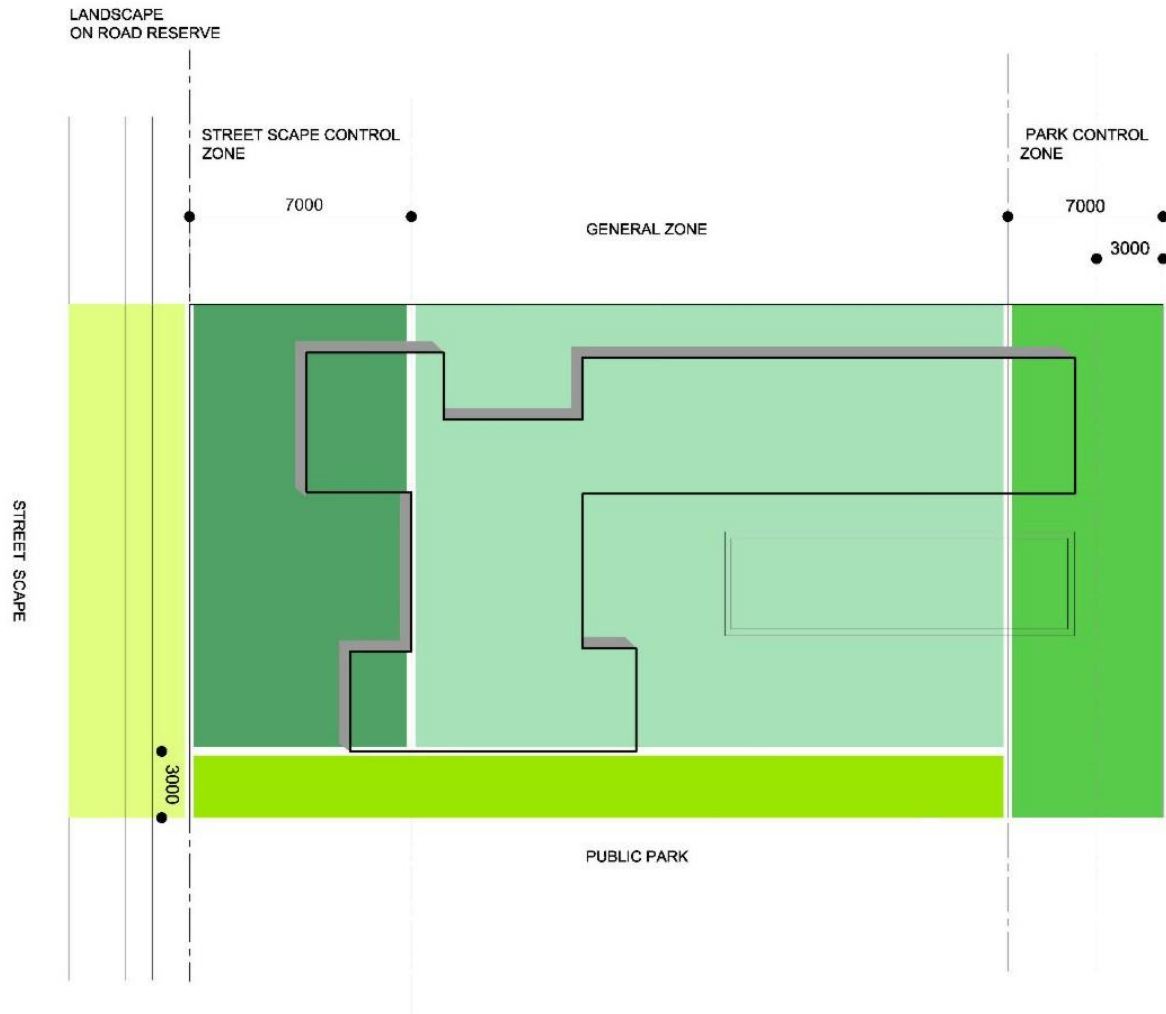 LANDSCAPE
ON ROAD RESERVE
STREET SCAPE CONTROL
ZONE
PARK CONTROL
ZONE
7000
7000
GENERAL ZONE
3000
STREET SCAPE
3000
PUBLIC PARK